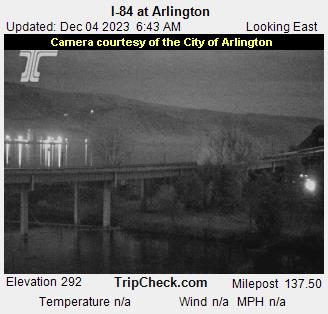 I-84 at Arlington
Updated: Dec 04 2023 6:43 AM Looking East
Camera courtesy of the City of Arlington
Elevation 292 TripCheck.com Milepost 137.50
Temperature n/a Wind n/a MPH n/a